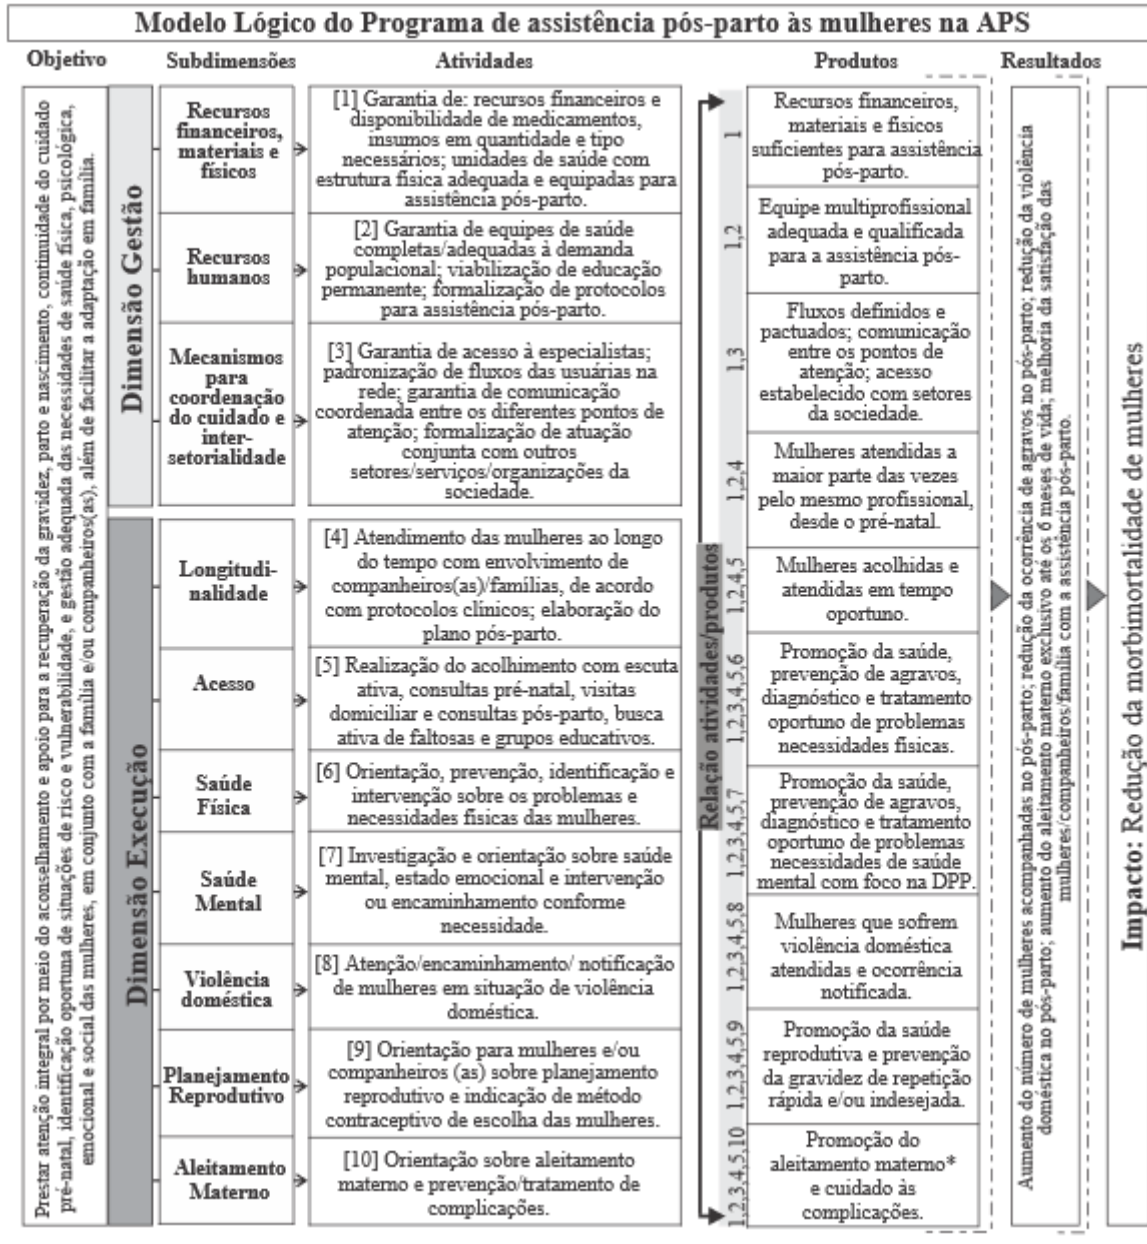 Modelo Lógico do Programa de assistência pós-parto às mulheres na APS
Objetivo
Subdimensões
Atividades
Produtos
Resultados
Prestar atenção integral por meio do aconselhamento e apoio para a recuperação da gravidez, parto e nascimento, continuidade do cuidado
pré-natal, identificação oportuna de situações de risco e vulnerabilidade, e gestão adequada das necessidades de saúde física, psicológica,
emocional e social das mulheres, em conjunto com a família e/ou companheiros(as), além de facilitar a adaptação em família.
Dimensão Gestão
Recursos
financeiros,
materiais e
físicos
[1] Garantia de: recursos financeiros e
disponibilidade de medicamentos,
insumos em quantidade e tipo
necessários; unidades de saúde com
estrutura física adequada e equipadas para
assistência pós-parto.
Recursos
humanos
[2] Garantia de equipes de saúde
completas/adequadas à demanda
populacional; viabilização de educação
permanente; formalização de protocolos
para assistência pós-parto.
Mecanismos
para
coordenação
do cuidado e
inter-
setorialidade
[3] Garantia de acesso à especialistas;
padronização de fluxos das usuárias na
rede; garantia de comunicação
coordenada entre os diferentes pontos de
atenção; formalização de atuação
conjunta com outros
setores/serviços/organizações da
sociedade.
Dimensão Execução
Longitudi-
nalidade
[4] Atendimento das mulheres ao longo
do tempo com envolvimento de
companheiros(as)/famílias, de acordo
com protocolos clínicos; elaboração do
plano pós-parto.
Acesso
[5] Realização do acolhimento com escuta
ativa, consultas pré-natal, visitas
domiciliar e consultas pós-parto, busca
ativa de faltosas e grupos educativos.
Saúde
Física
[6] Orientação, prevenção, identificação e
intervenção sobre os problemas e
necessidades físicas das mulheres.
Saúde
Mental
[7] Investigação e orientação sobre saúde
mental, estado emocional e intervenção
ou encaminhamento conforme
necessidade.
Violência
doméstica
[8] Atenção/encaminhamento/ notificação
de mulheres em situação de violência
doméstica.
Planejamento
Reprodutivo
[9] Orientação para mulheres e/ou
companheiros (as) sobre planejamento
reprodutivo e indicação de método
contraceptivo de escolha das mulheres.
Aleitamento
Materno
[10] Orientação sobre aleitamento
materno e prevenção/tratamento de
complicações.
Relação atividades/produtos
1
Recursos financeiros,
materiais e físicos
suficientes para assistência
pós-parto.
1,2
Equipe multiprofissional
adequada e qualificada
para a assistência pós-
parto.
1,3
Fluxos definidos e
pactuados; comunicação
entre os pontos de
atenção; acesso
estabelecido com setores
da sociedade.
1,2,4
Mulheres atendidas a
maior parte das vezes
pelo mesmo profissional,
desde o pré-natal.
1,2,4,5
Mulheres acolhidas e
atendidas em tempo
oportuno.
1,2,3,4,5,6
Promoção da saúde,
prevenção de agravos,
diagnóstico e tratamento
oportuno de problemas
necessidades físicas.
1,2,3,4,5,7
Promoção da saúde,
prevenção de agravos,
diagnóstico e tratamento
oportuno de problemas
necessidades de saúde
mental com foco na DPP.
1,2,3,4,5,8
Mulheres que sofrem
violência doméstica
atendidas e ocorrência
notificada.
1,2,3,4,5,9
Promoção da saúde
reprodutiva e prevenção
da gravidez de repetição
rápida e/ou indesejada.
1,2,3,4,5,10
Promoção do
aleitamento materno*
e cuidado às
complicações.
Aumento do número de mulheres acompanhadas no pós-parto; redução da ocorrência de agravos no pós-parto; redução da violência
doméstica no pós-parto; aumento do aleitamento materno exclusivo até os 6 meses de vida; melhoria da satisfação das
mulheres/companheiros/família com a assistência pós-parto.
Impacto: Redução da morbimortalidade de mulheres